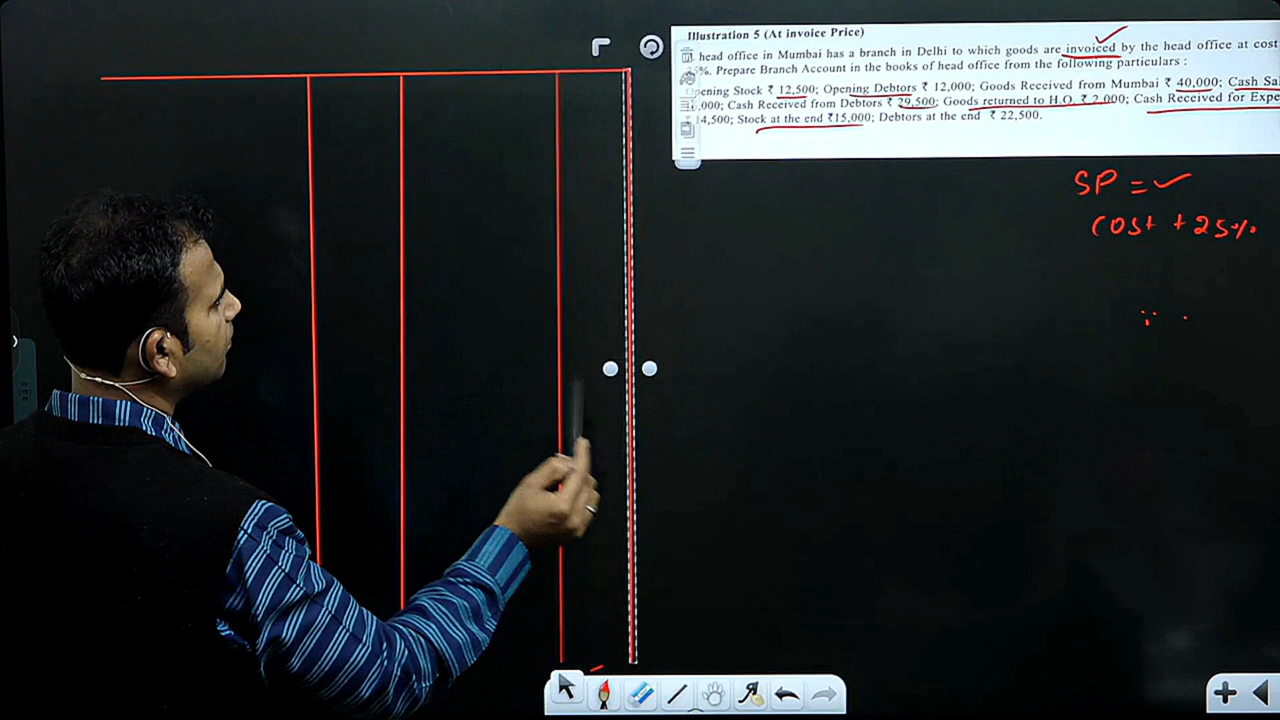 Illustration 5 (At invoice Price)
head office in Mumbai has a branch in Delhi to which goods are invoiced by the head office at cost
%. Prepare Branch Account in the books of head office from the following particulars :
pening Stock ₹ 12,500; Opening Debtors ₹ 12,000; Goods Received from Mumbai ₹ 40,000; Cash Sa
,000; Cash Received from Debtors ₹ 29,500; Goods returned to H.O. ₹ 2,000; Cash Received for Expe
14,500; Stock at the end ₹15,000; Debtors at the end ₹ 22,500.
SP =
Cost + 25%